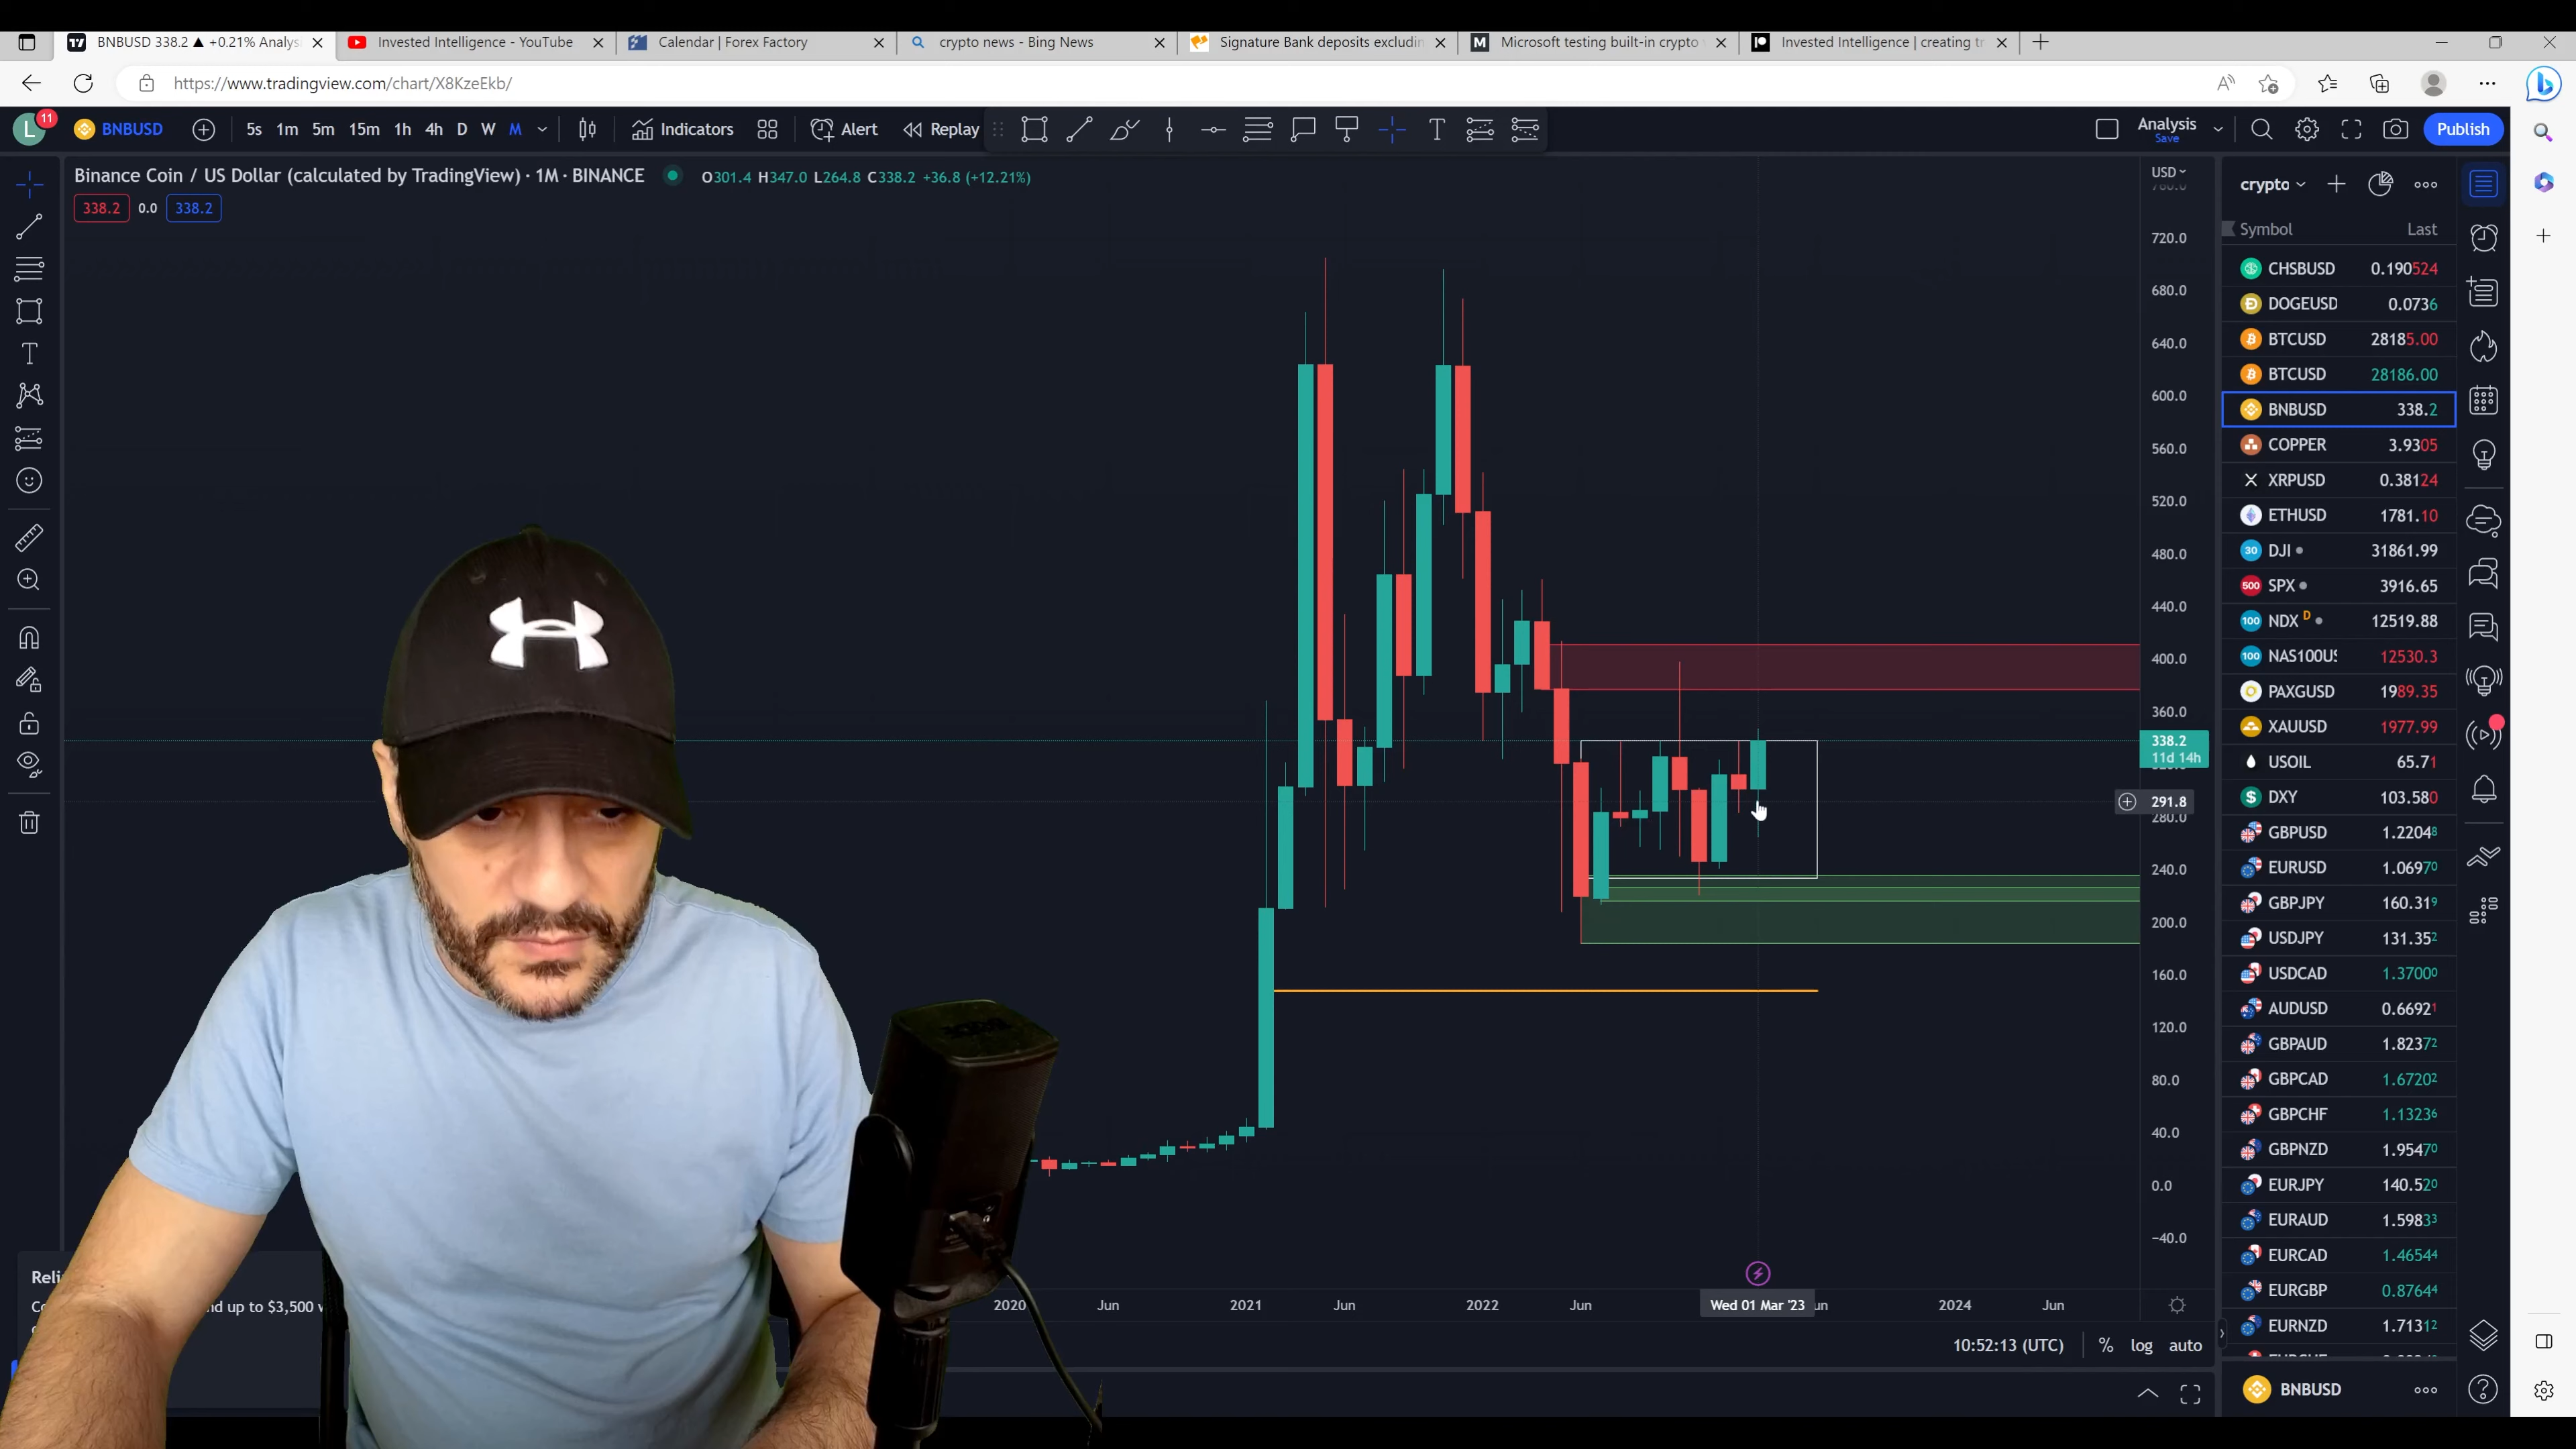 BNBUSD 338.2 ▲ +0.21% Analys
Invested Intelligence - YouTube
Calendar | Forex Factory
crypto news - Bing News
Signature Bank deposits excludin
Microsoft testing built-in crypto
Invested Intelligence | creating tr
https://www.tradingview.com/chart/X8KzeEkb/
L 11
BNBUSD
5s 1m 5m 15m 1h 4h D W M
Indicators
Alert
Replay
Analysis
Save
Publish
Binance Coin / US Dollar (calculated by TradingView) · 1M · BINANCE
O301.4 H347.0 L264.8 C338.2 +36.8 (+12.21%)
338.2 0.0 338.2
USD
720.0
680.0
640.0
600.0
560.0
520.0
480.0
440.0
400.0
360.0
338.2
11d 14h
291.8
280.0
240.0
200.0
160.0
120.0
80.0
40.0
0.0
−40.0
2020 Jun 2021 Jun 2022 Jun Wed 01 Mar '23 un 2024 Jun
10:52:13 (UTC) % log auto
Reli
nd up to $3,500
crypto
Symbol Last
CHSBUSD 0.190524
DOGEUSD 0.0736
BTCUSD 28185.00
BTCUSD 28186.00
BNBUSD 338.2
COPPER 3.9305
XRPUSD 0.38124
ETHUSD 1781.10
30 DJI 31861.99
500 SPX 3916.65
100 NDX D 12519.88
100 NAS100US 12530.3
PAXGUSD 1989.35
XAUUSD 1977.99
USOIL 65.71
DXY 103.580
GBPUSD 1.22048
EURUSD 1.06970
GBPJPY 160.319
USDJPY 131.352
USDCAD 1.37000
AUDUSD 0.66921
GBPAUD 1.82372
GBPCAD 1.67202
GBPCHF 1.13236
GBPNZD 1.95470
EURJPY 140.520
EURAUD 1.59833
EURCAD 1.46544
EURGBP 0.87644
EURNZD 1.71312
BNBUSD